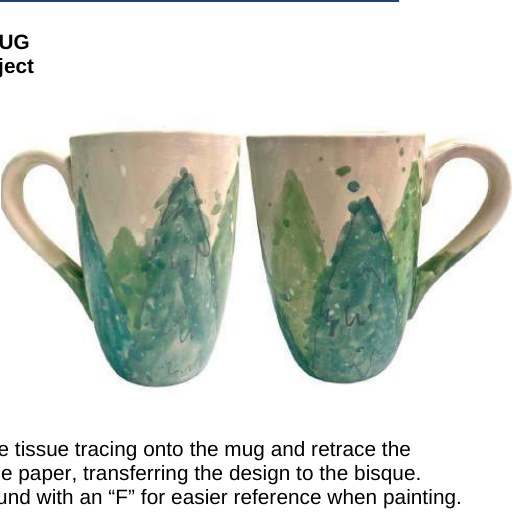 UG
ject
e tissue tracing onto the mug and retrace the
e paper, transferring the design to the bisque.
und with an “F” for easier reference when painting.